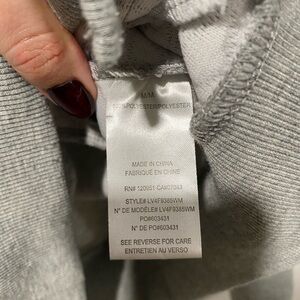 M/M
100% POLYESTER/POLYESTER
MADE IN CHINA
FABRIQUÉ EN CHINE
RN# 120951 CA#07043
STYLE# LV4F9385WM
N° DE MODÈLE# LV4F9385WM
PO#603431
N° DE PO#603431
SEE REVERSE FOR CARE
ENTRETIEN AU VERSO